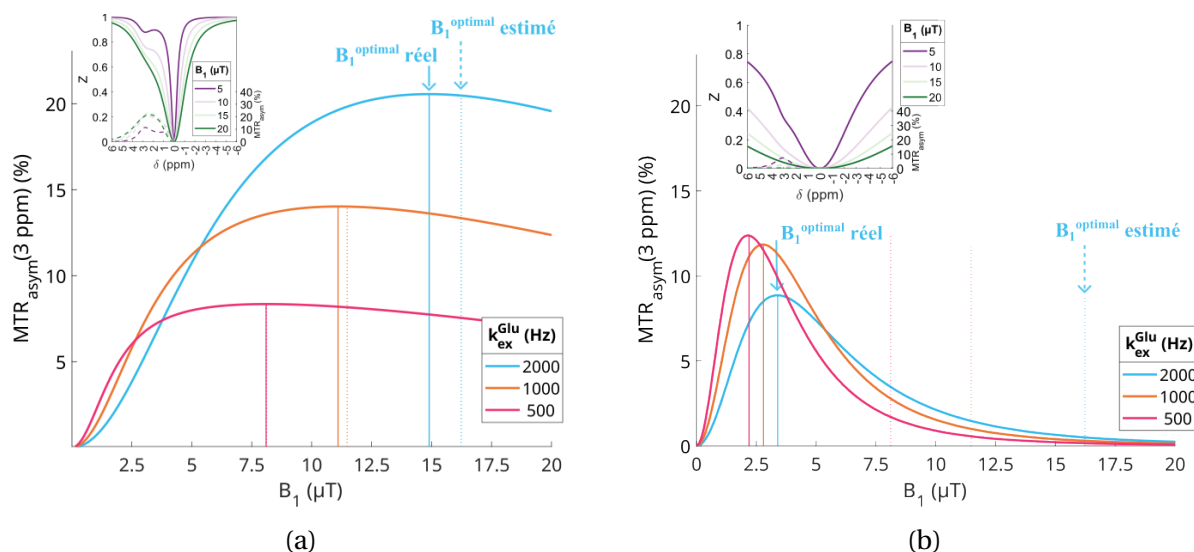 1
0.8
0.6
0.4
0.2
0
Z
B1 (μT)
5
10
15
20
40
30
20
10
0
MTRasym (%)
6 5 4 3 2 1 0 -1 -2 -3 -4 -5 -6
δ (ppm)
B1optimal estimé
B1optimal réel
MTRasym(3 ppm) (%)
20
15
10
5
kexGlu (Hz)
2000
1000
500
2.5 5 7.5 10 12.5 15 17.5 20
B1 (μT)
(a)
1
0.8
0.6
0.4
0.2
0
Z
B1 (μT)
5
10
15
20
40
30
20
10
0
MTRasym (%)
6 5 4 3 2 1 0 -1 -2 -3 -4 -5 -6
δ (ppm)
B1optimal réel
B1optimal estimé
MTRasym(3 ppm) (%)
20
15
10
5
0
kexGlu (Hz)
2000
1000
500
0 2.5 5 7.5 10 12.5 15 17.5 20
B1 (μT)
(b)